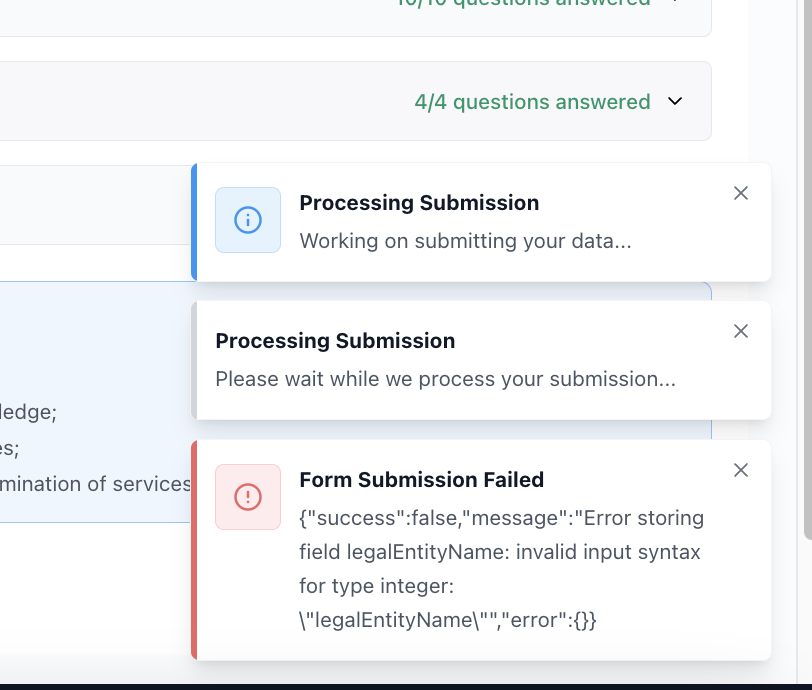 10/10 questions answered
4/4 questions answered
Processing Submission
Working on submitting your data...
Processing Submission
Please wait while we process your submission...
ledge;
es;
mination of services
Form Submission Failed
{"success":false,"message":"Error storing
field legalEntityName: invalid input syntax
for type integer:
\"legalEntityName\"","error":{}}